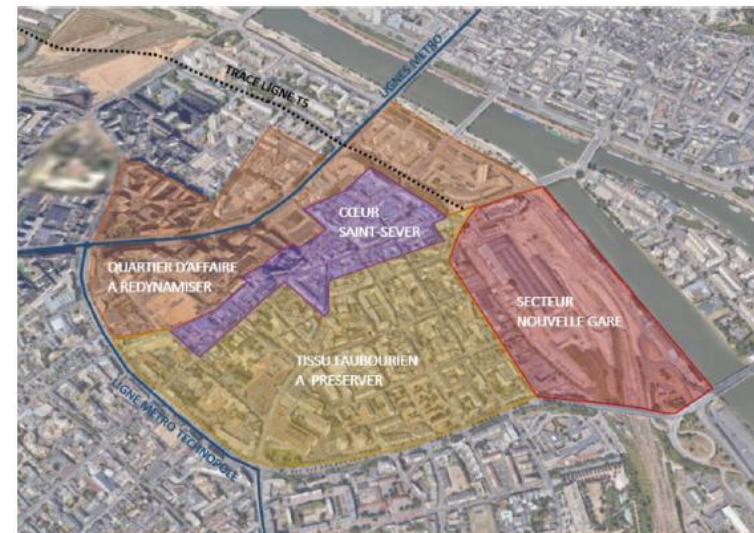 TRACE LIGNE T5
LIGNES METRO
CŒUR
SAINT-SEVER
QUARTIER D'AFFAIRE
A REDYNAMISER
SECTEUR
NOUVELLE GARE
TISSU FAUBOURIEN
A PRESERVER
LIGNE METRO TECHNOPOLE